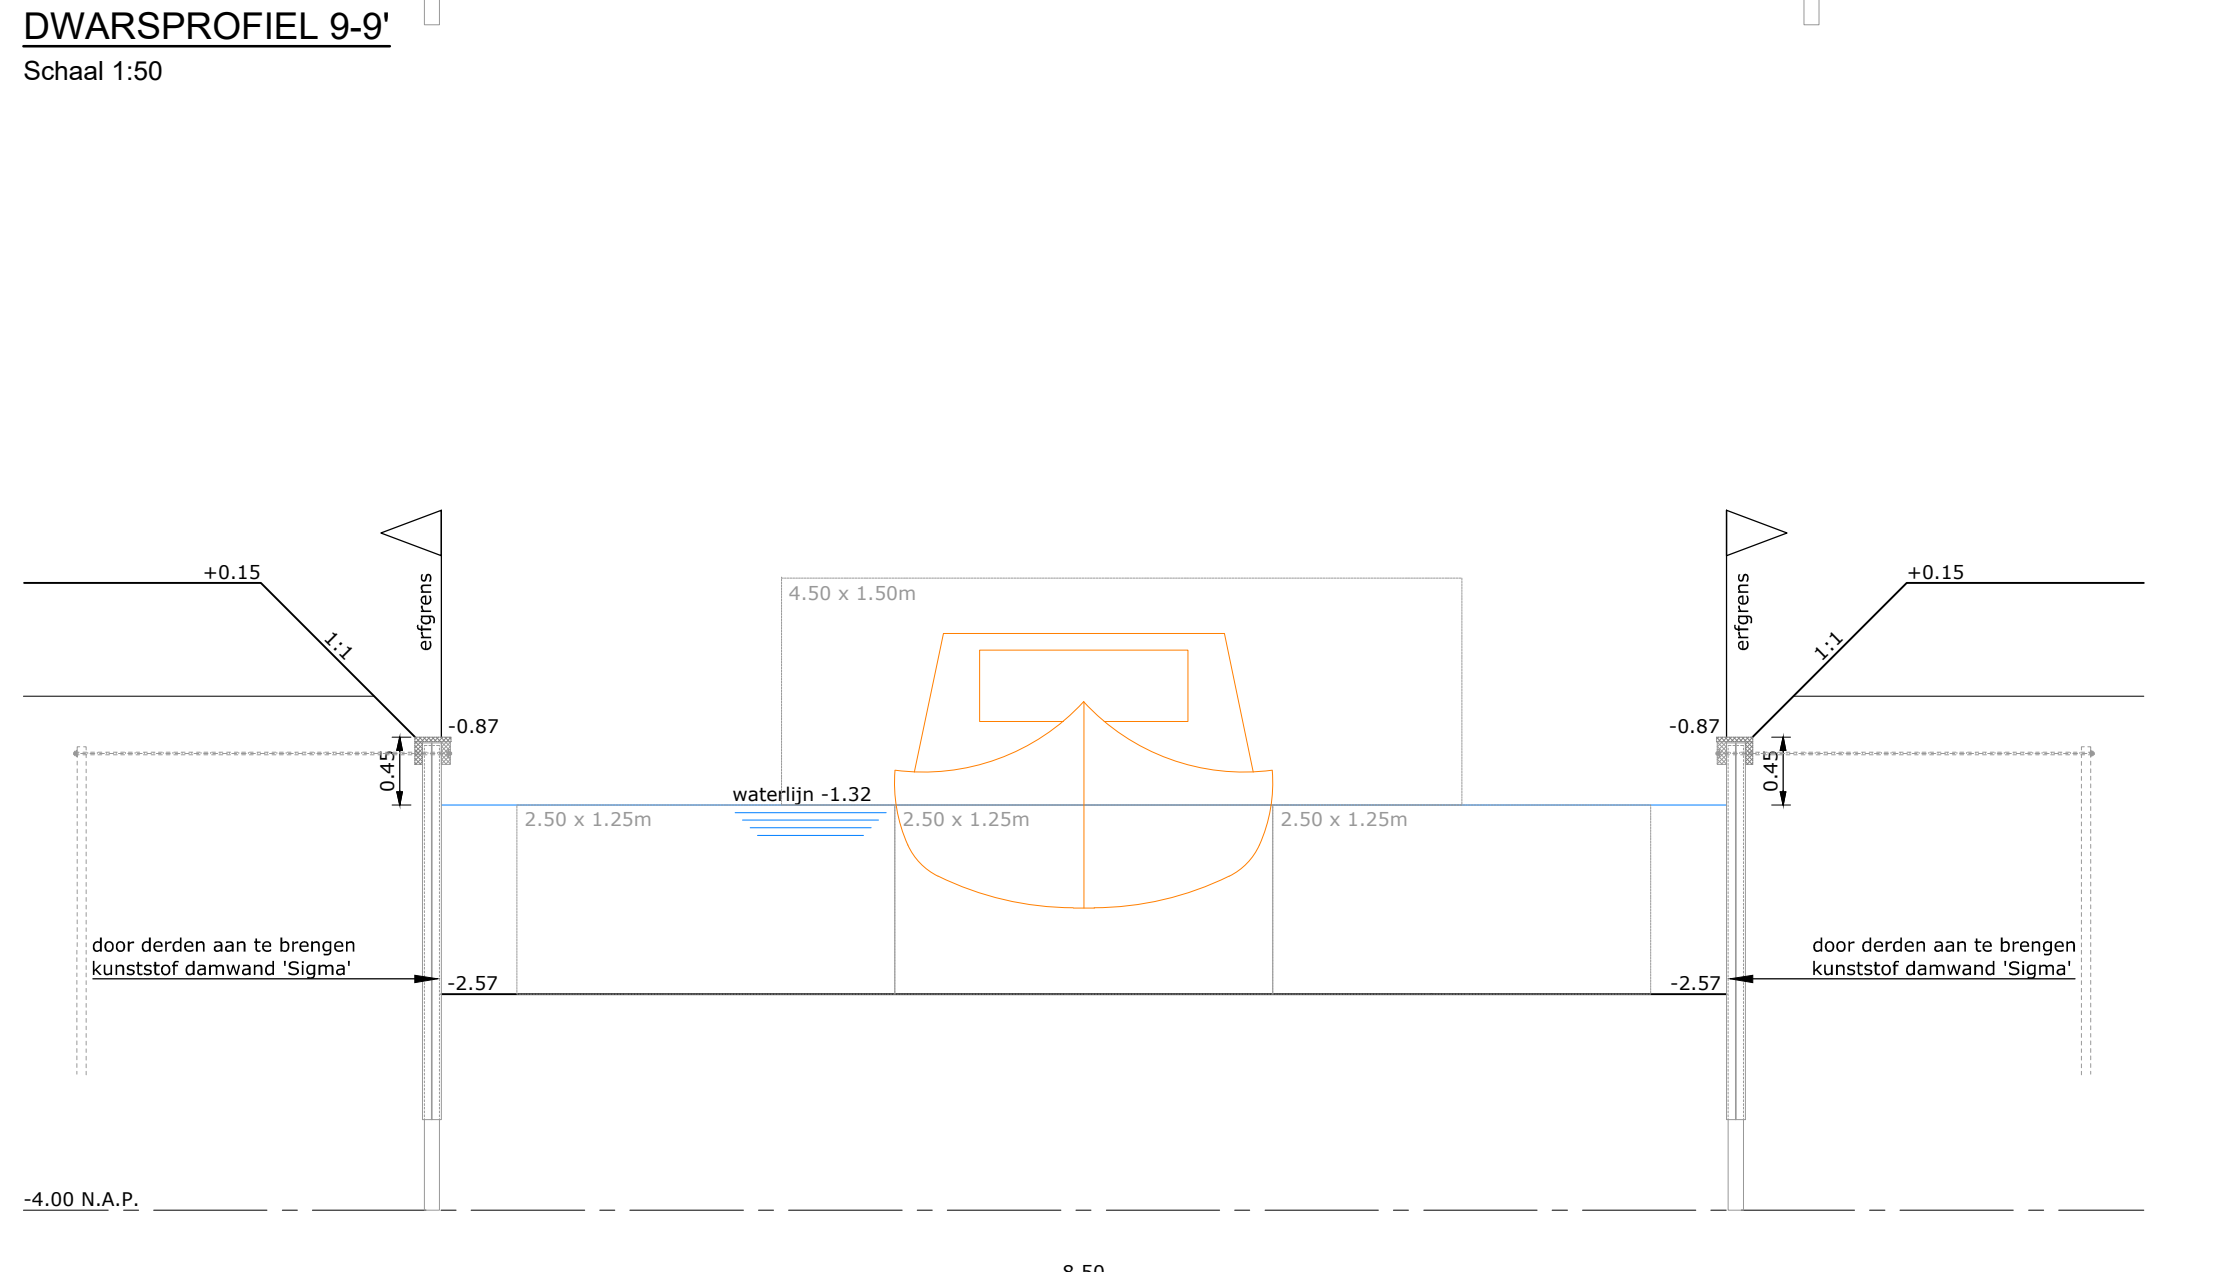 DWARSPROFIEL 9-9'
Schaal 1:50
+0.15
1:1
erfgrens
4.50 x 1.50m
erfgrens
+0.15
1:1
-0.87
-0.87
0.45
0.45
waterlijn -1.32
2.50 x 1.25m
2.50 x 1.25m
2.50 x 1.25m
door derden aan te brengen
kunststof damwand 'Sigma'
door derden aan te brengen
kunststof damwand 'Sigma'
-2.57
-2.57
-4.00 N.A.P.
8.50